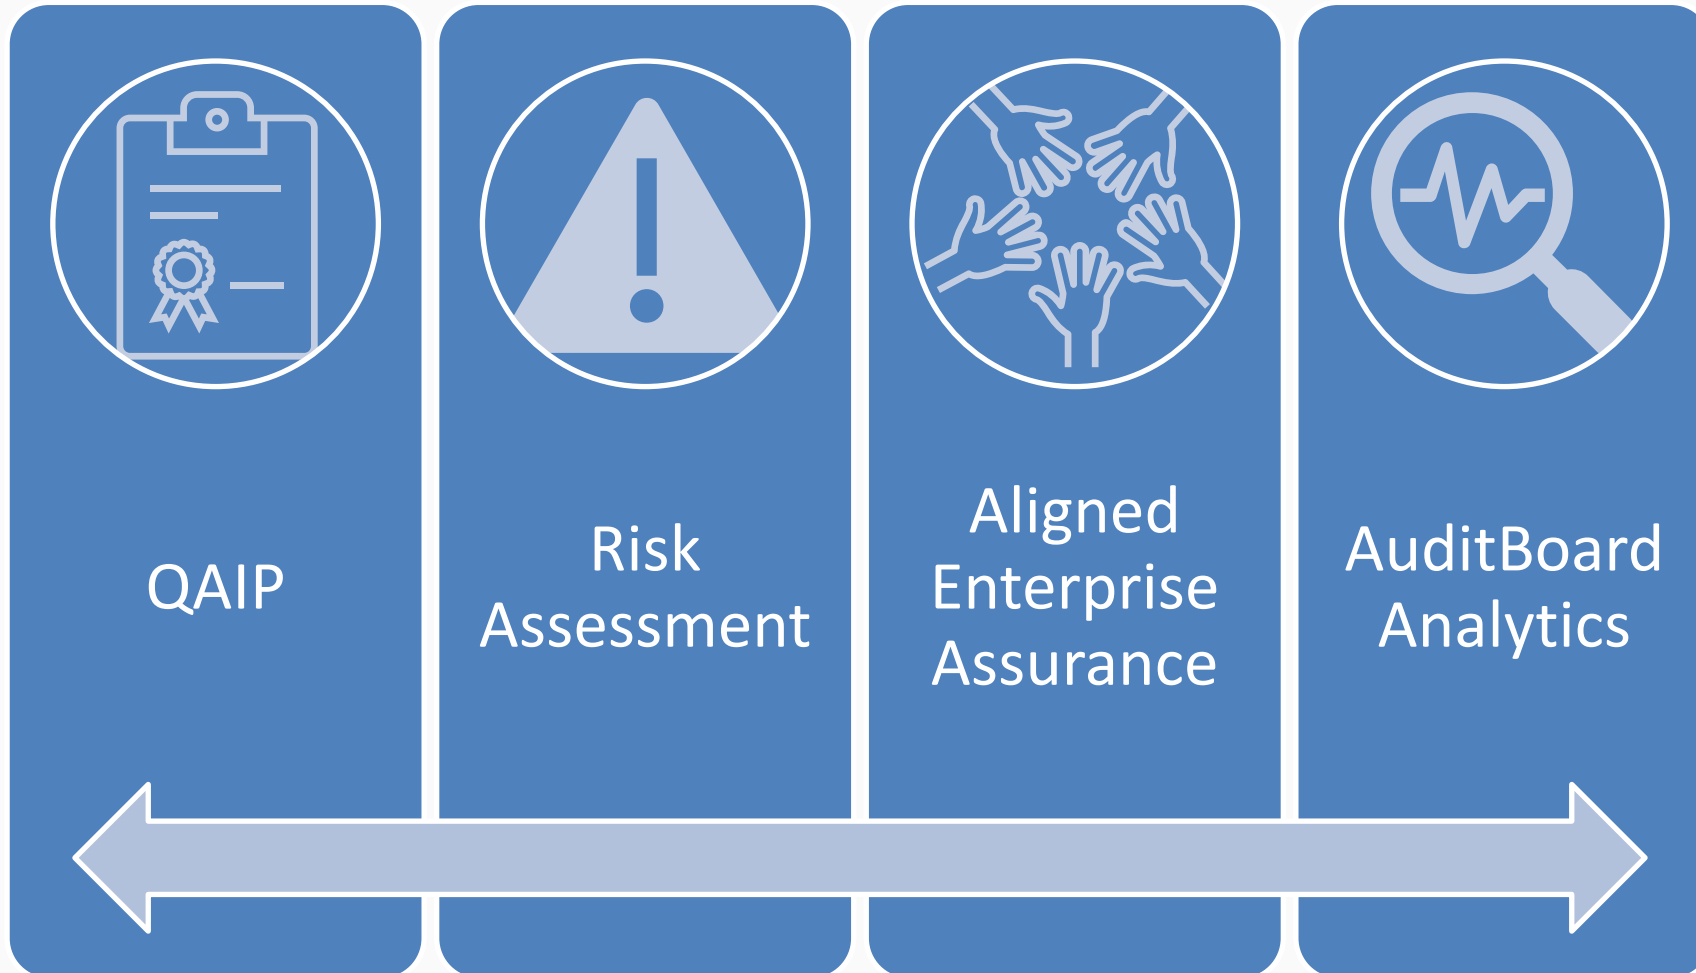 QAIP
Risk
Assessment
Aligned
Enterprise
Assurance
AuditBoard
Analytics